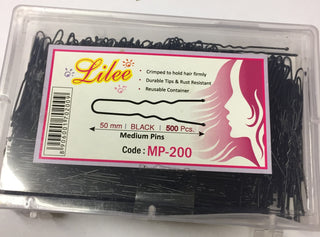 Lilee
Crimped to hold hair firmly
Durable Tips & Rust Resistant
Reusable Container
50 mm | BLACK | 500 Pcs.
Medium Pins
Code : MP-200